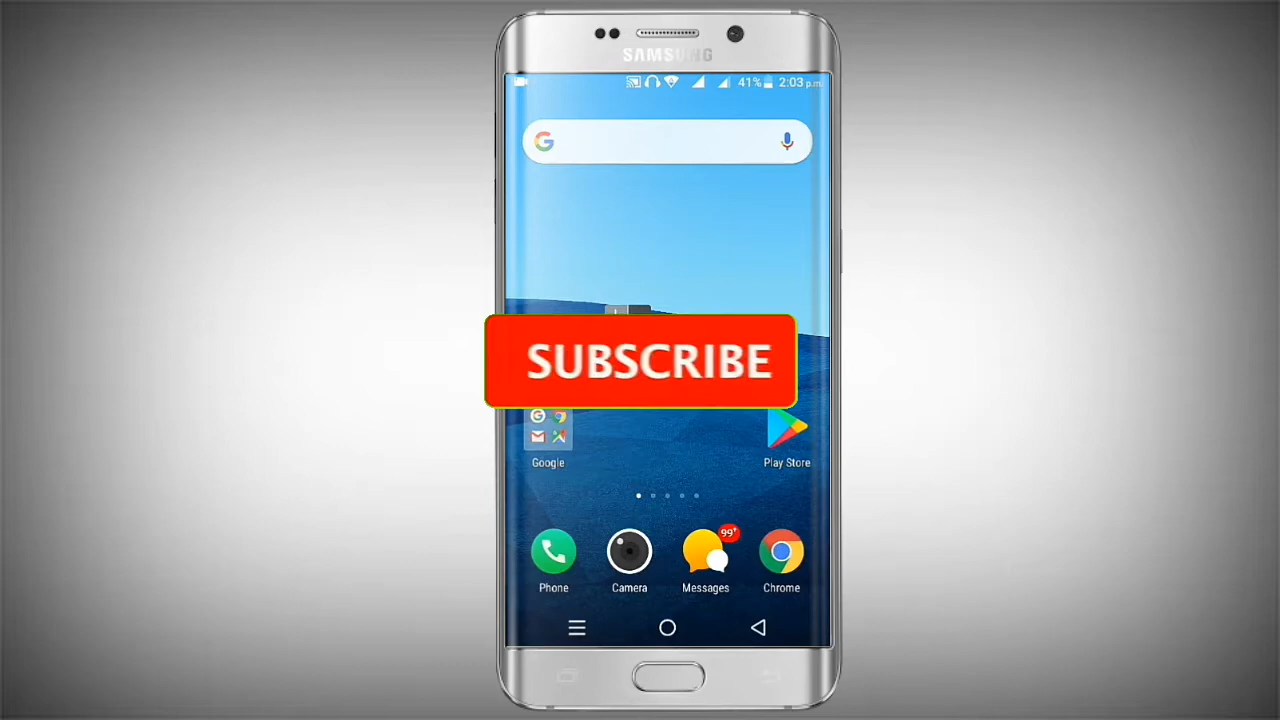 SAMSUNG
41% 2:03 p.m.
SUBSCRIBE
Google
Play Store
99+
Phone
Camera
Messages
Chrome